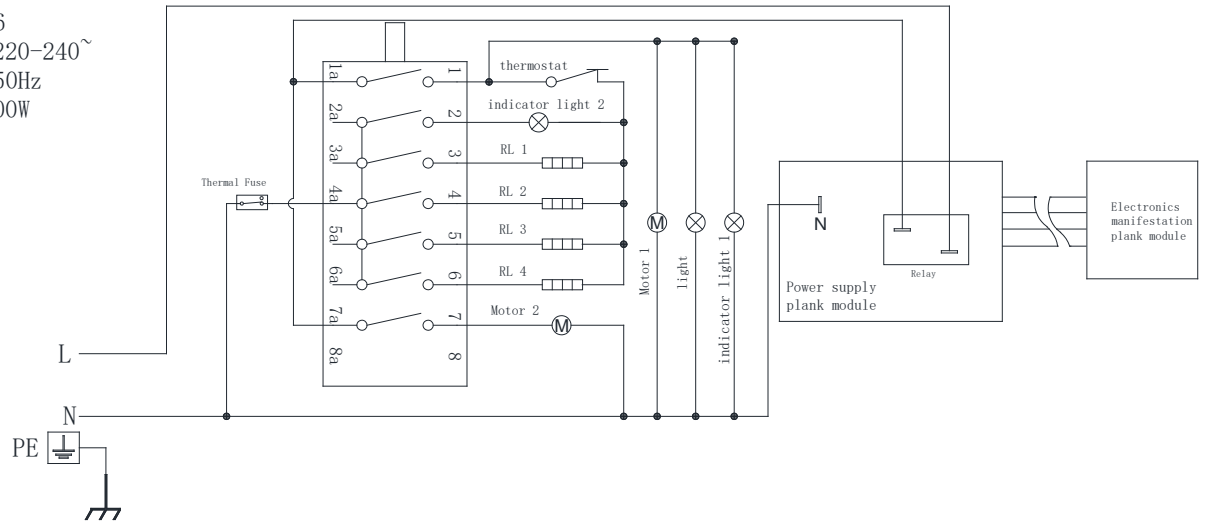 6
220-240~
50Hz
00W
thermostat
indicator light 2
RL 1
RL 2
RL 3
RL 4
Motor 2
Thermal Fuse
1a
2a
3a
4a
5a
6a
7a
8a
1
2
3
4
5
6
7
8
M
M
Motor 1
light
indicator light 1
N
Relay
Power supply
plank module
Electronics
manifestation
plank module
L
N
PE